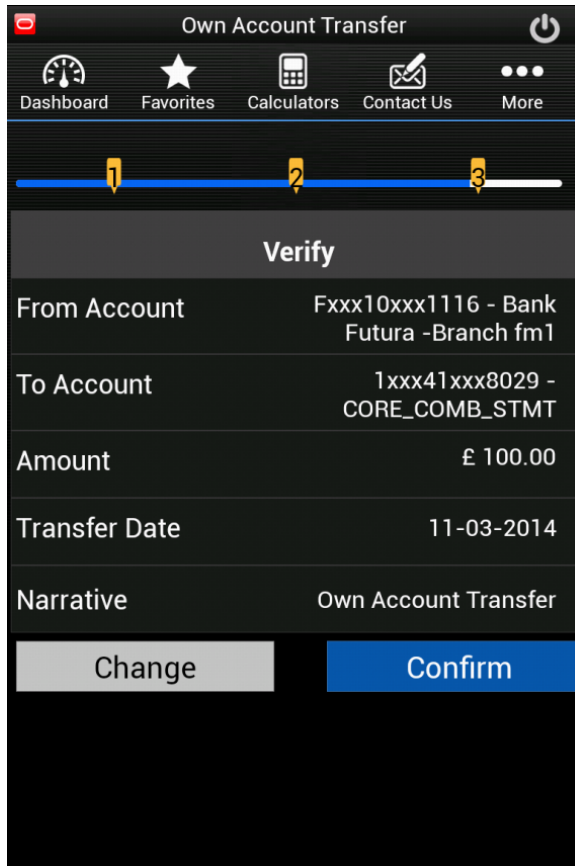 Own Account Transfer
Dashboard Favorites Calculators Contact Us More
1 2 3
Verify
From Account Fxxx10xxx1116 - Bank
Futura -Branch fm1
To Account 1xxx41xxx8029 -
CORE_COMB_STMT
Amount £ 100.00
Transfer Date 11-03-2014
Narrative Own Account Transfer
Change Confirm